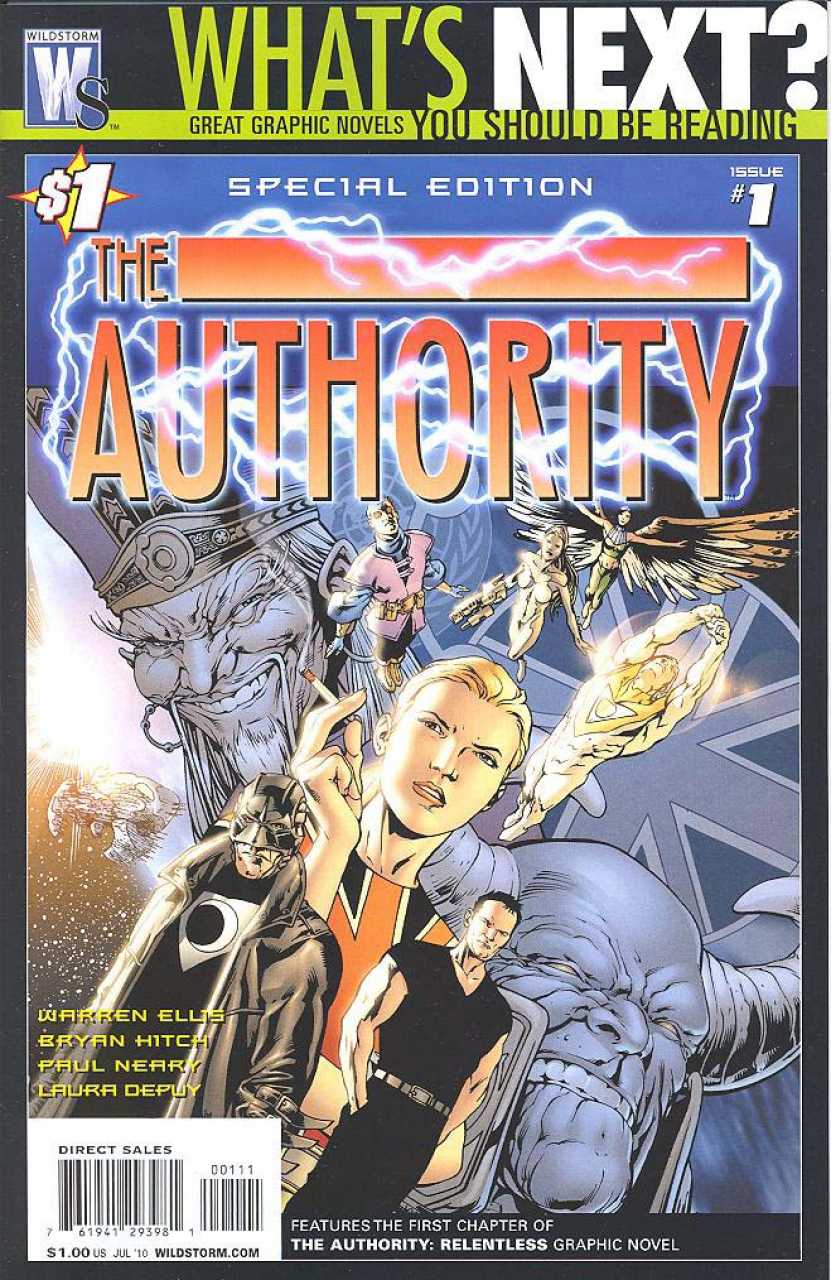 WILDSTORM
WS™
WHAT'S NEXT?
GREAT GRAPHIC NOVELS YOU SHOULD BE READING
$1
SPECIAL EDITION
ISSUE
#1
THE
AUTHORITY
WARREN ELLIS
BRYAN HITCH
PAUL NEARY
LAURA DEPUY
DIRECT SALES
00111
7 61941 29398 1
$1.00 US JUL '10 WILDSTORM.COM
FEATURES THE FIRST CHAPTER OF
THE AUTHORITY: RELENTLESS GRAPHIC NOVEL